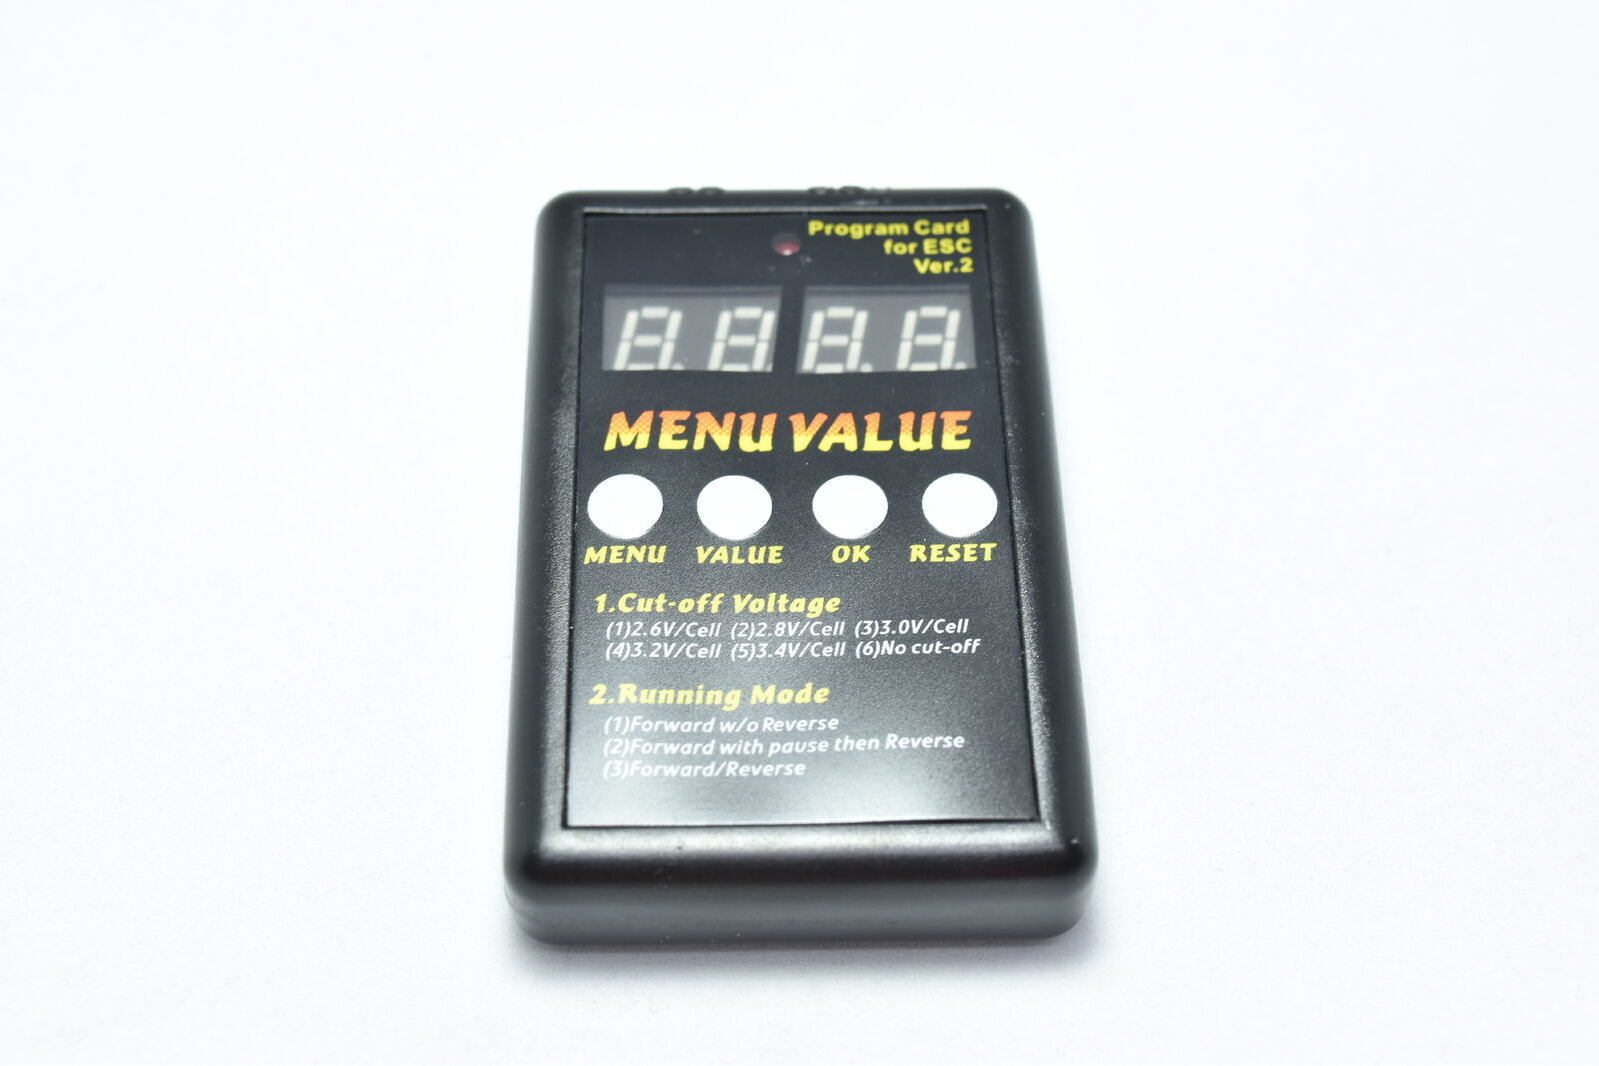 Program Card
for ESC
Ver.2
MENU VALUE
MENU VALUE OK RESET
1.Cut-off Voltage
(1)2.6V/Cell (2)2.8V/Cell (3)3.0V/Cell
(4)3.2V/Cell (5)3.4V/Cell (6)No cut-off
2.Running Mode
(1)Forward w/o Reverse
(2)Forward with pause then Reverse
(3)Forward/Reverse